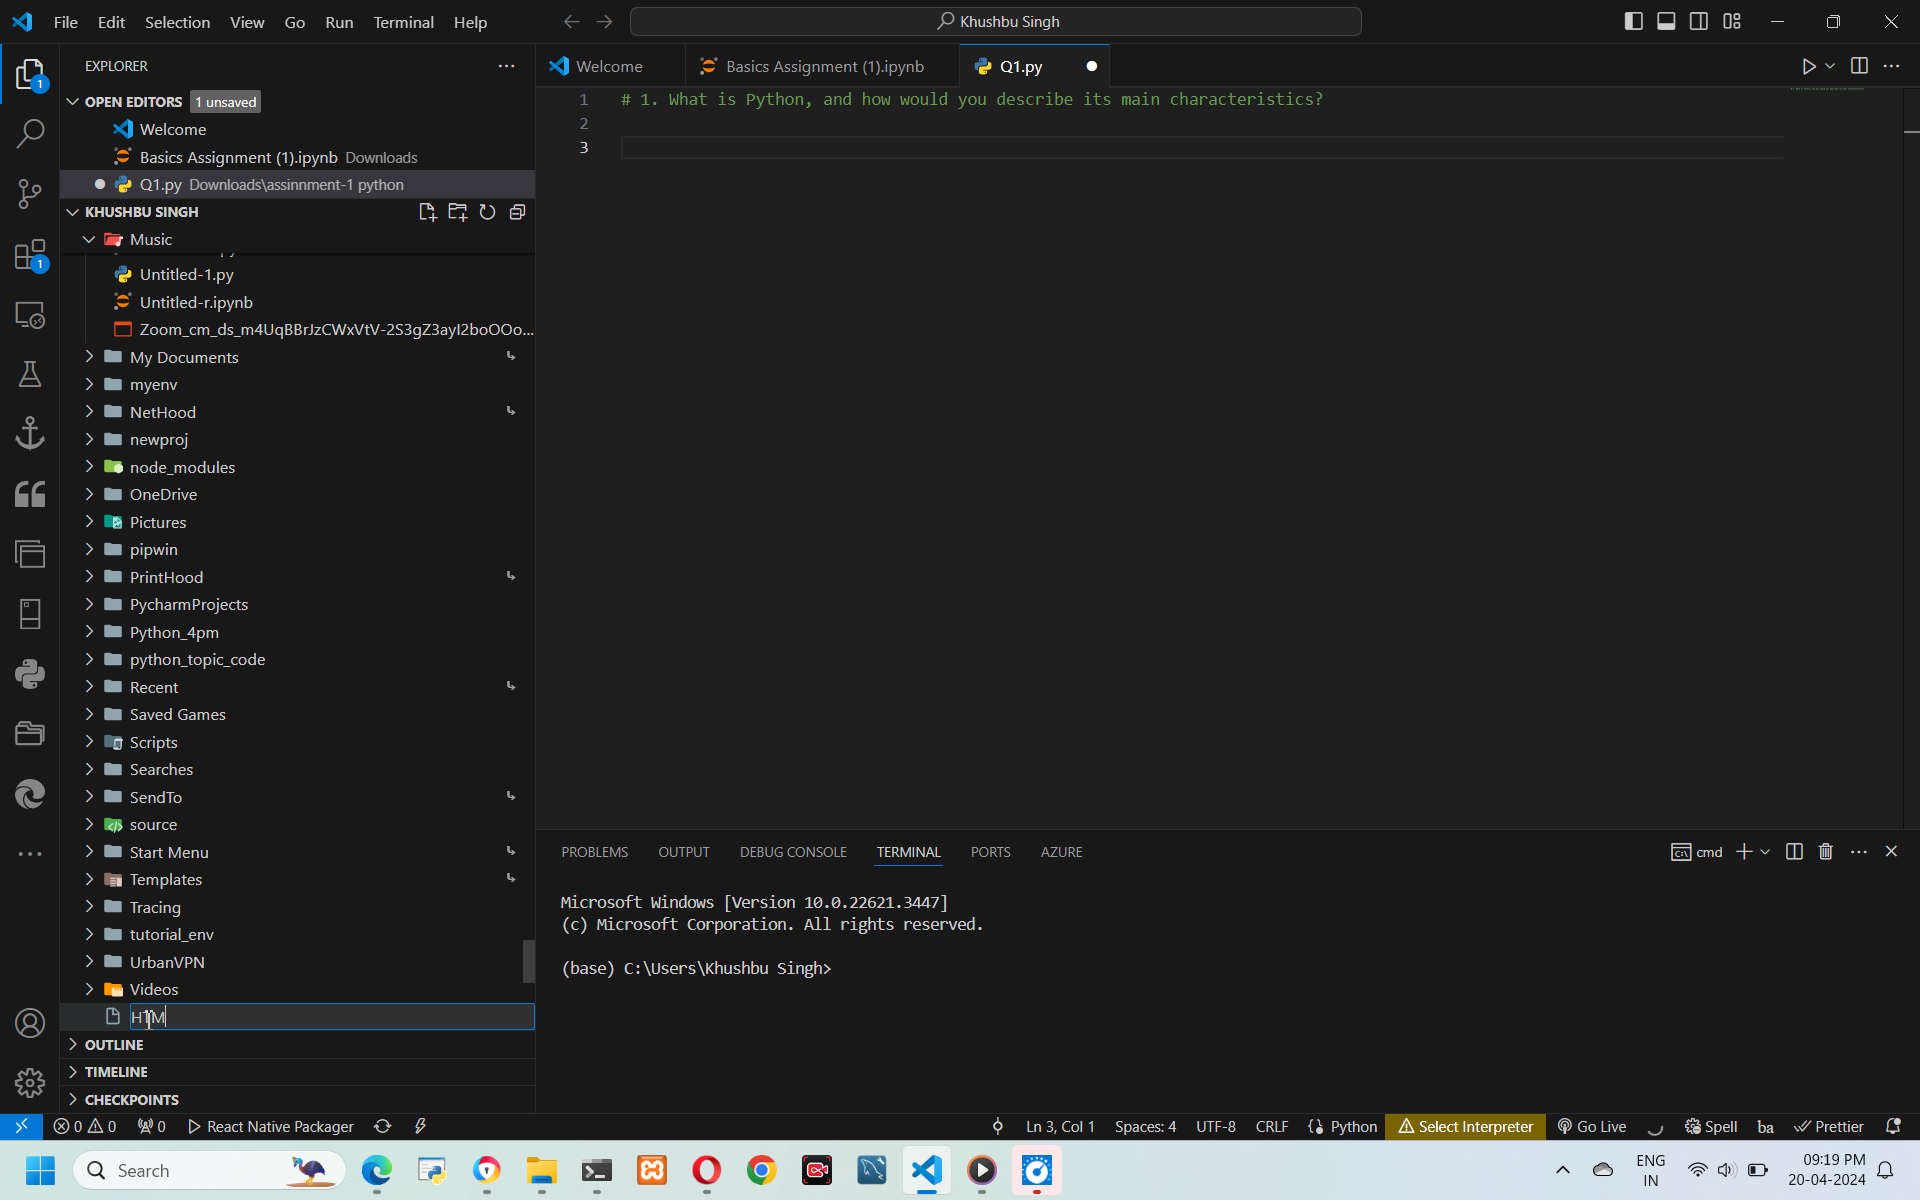 File Edit Selection View Go Run Terminal Help
Khushbu Singh
EXPLORER
OPEN EDITORS 1 unsaved
Welcome
Basics Assignment (1).ipynb Downloads
Q1.py Downloads\assinnment-1 python
KHUSHBU SINGH
Music
Untitled-1.py
Untitled-r.ipynb
Zoom_cm_ds_m4UqBBrJzCWxVtV-2S3gZ3ayI2boOOo...
My Documents
myenv
NetHood
newproj
node_modules
OneDrive
Pictures
pipwin
PrintHood
PycharmProjects
Python_4pm
python_topic_code
Recent
Saved Games
Scripts
Searches
SendTo
source
Start Menu
Templates
Tracing
tutorial_env
UrbanVPN
Videos
HTM
OUTLINE
TIMELINE
CHECKPOINTS
Welcome Basics Assignment (1).ipynb Q1.py
1 # 1. What is Python, and how would you describe its main characteristics?
2
3
PROBLEMS OUTPUT DEBUG CONSOLE TERMINAL PORTS AZURE
cmd
Microsoft Windows [Version 10.0.22621.3447]
(c) Microsoft Corporation. All rights reserved.
(base) C:\Users\Khushbu Singh>
0 0 0 React Native Packager Ln 3, Col 1 Spaces: 4 UTF-8 CRLF Python Select Interpreter Go Live Spell ba Prettier
Search
ENG
IN
09:19 PM
20-04-2024